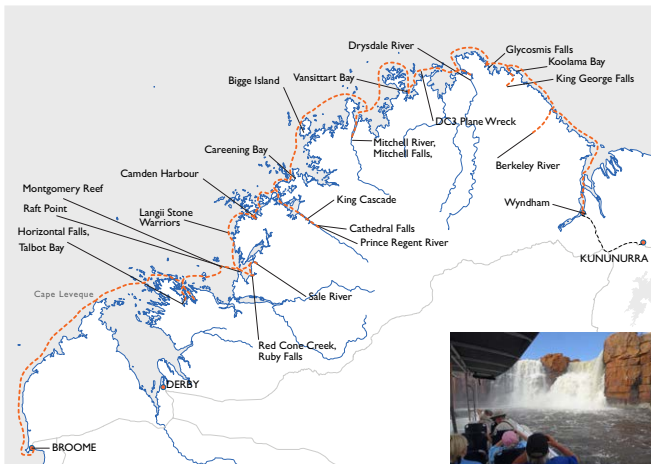 Drysdale River
Glycosmis Falls
Koolama Bay
King George Falls
Vansittart Bay
Bigge Island
DC3 Plane Wreck
Mitchell River,
Mitchell Falls,
Berkeley River
Careening Bay
Camden Harbour
Montgomery Reef
Raft Point
Langii Stone
Warriors
Horizontal Falls,
Talbot Bay
King Cascade
Cathedral Falls
Prince Regent River
Wyndham
KUNUNURRA
Cape Leveque
Sale River
Red Cone Creek,
Ruby Falls
DERBY
BROOME